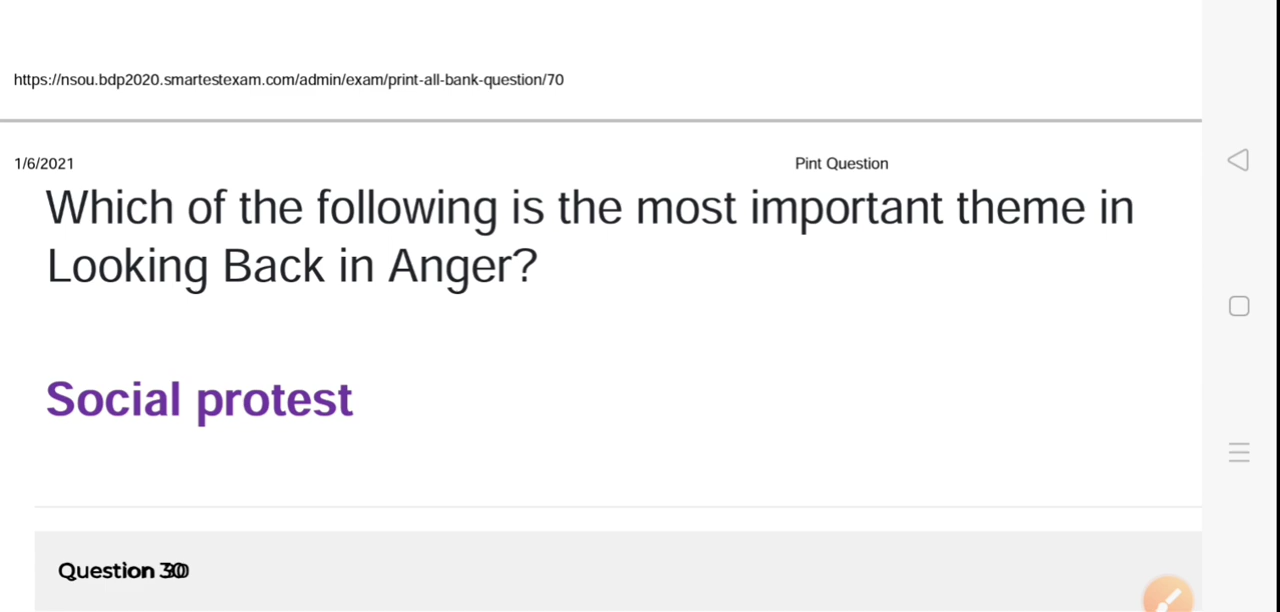 https://nsou.bdp2020.smartestexam.com/admin/exam/print-all-bank-question/70
1/6/2021
Pint Question
Which of the following is the most important theme in
Looking Back in Anger?
Social protest
Question 30